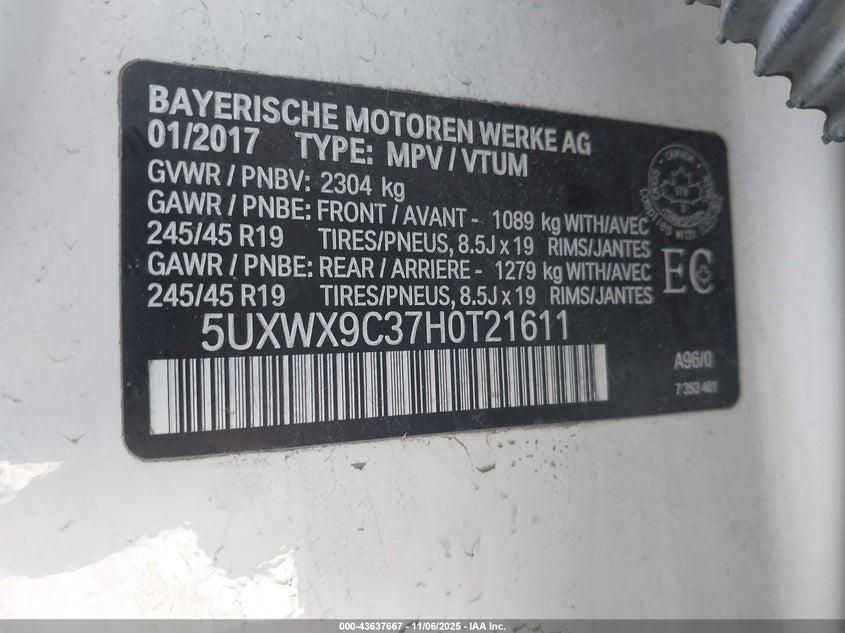 BAYERISCHE MOTOREN WERKE AG
01/2017 TYPE: MPV / VTUM
GVWR / PNBV: 2304 kg
GAWR / PNBE: FRONT / AVANT - 1089 kg WITH/AVEC
245/45 R19 TIRES/PNEUS, 8.5J x 19 RIMS/JANTES
GAWR / PNBE: REAR / ARRIERE - 1279 kg WITH/AVEC
245/45 R19 TIRES/PNEUS, 8.5J x 19 RIMS/JANTES
CANADA
EC
5UXWX9C37H0T21611
A96/0
7 353 401
000-43637667 - 11/06/2025 - IAA Inc.